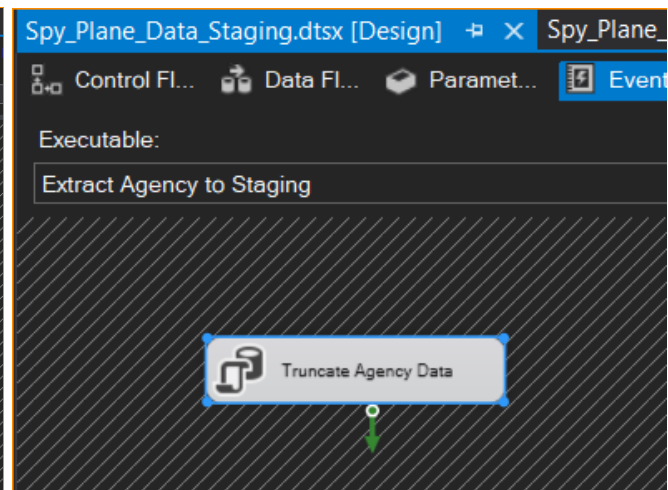 Spy_Plane_Data_Staging.dtsx [Design] Spy_Plane_
Control Fl... Data Fl... Paramet... Event
Executable:
Extract Agency to Staging
Truncate Agency Data